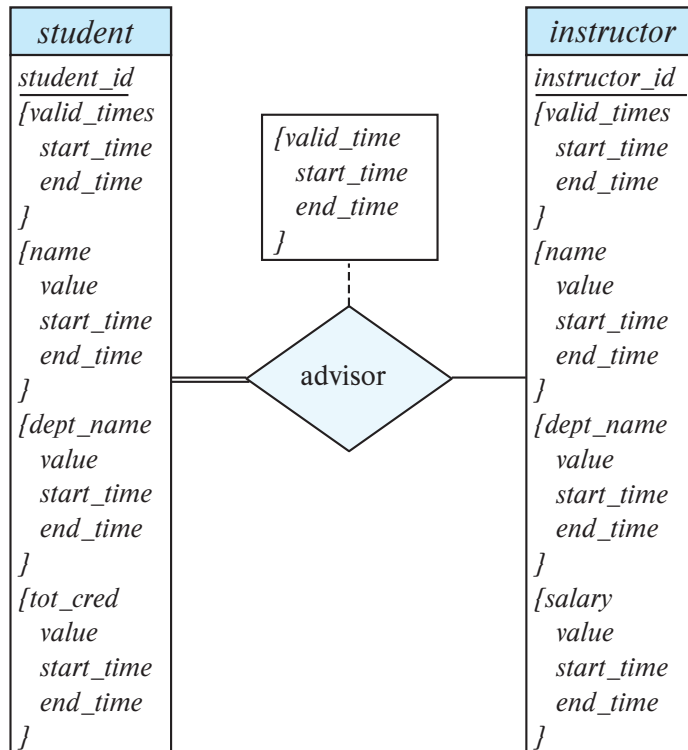 student
student_id
{valid_times
start_time
end_time
}
{name
value
start_time
end_time
}
{dept_name
value
start_time
end_time
}
{tot_cred
value
start_time
end_time
}
{valid_time
start_time
end_time
}
advisor
instructor
instructor_id
{valid_times
start_time
end_time
}
{name
value
start_time
end_time
}
{dept_name
value
start_time
end_time
}
{salary
value
start_time
end_time
}